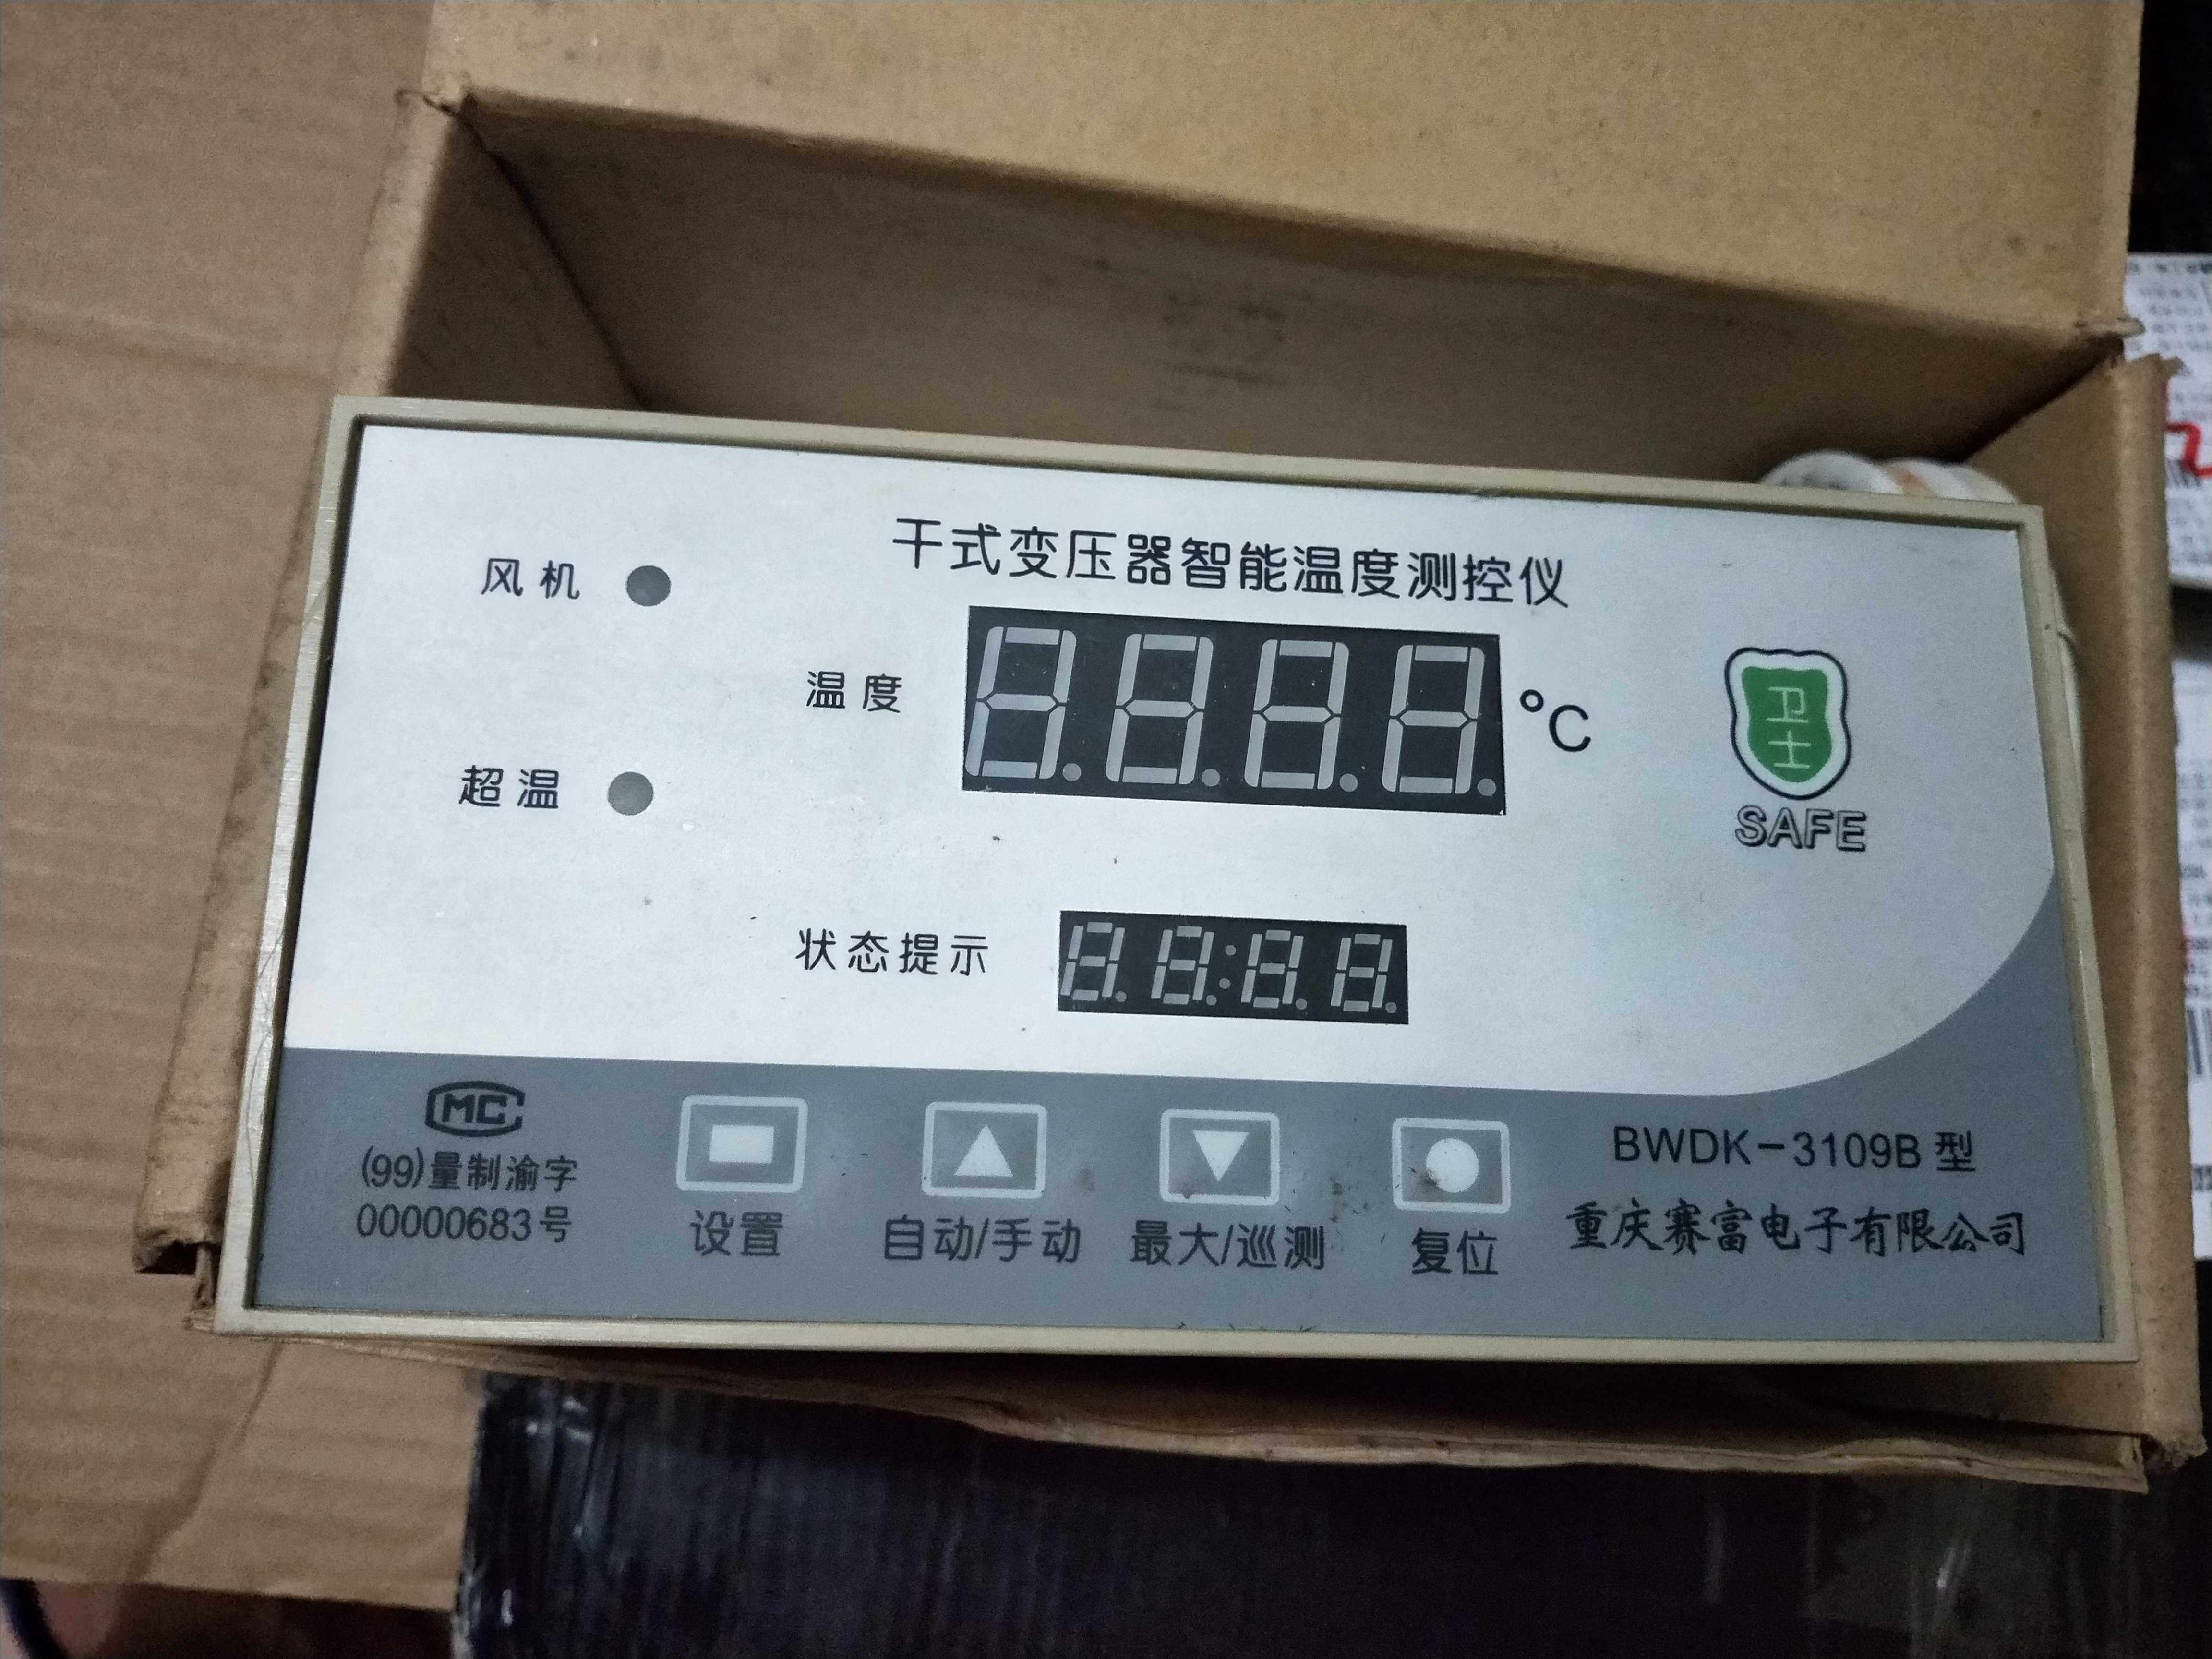 干式变压器智能温度测控仪
风机
温度
℃
卫士
SAFE
超温
状态提示
MC
(99)量制渝字
00000683号
设置
自动/手动
最大/巡测
复位
BWDK-3109B型
重庆赛富电子有限公司